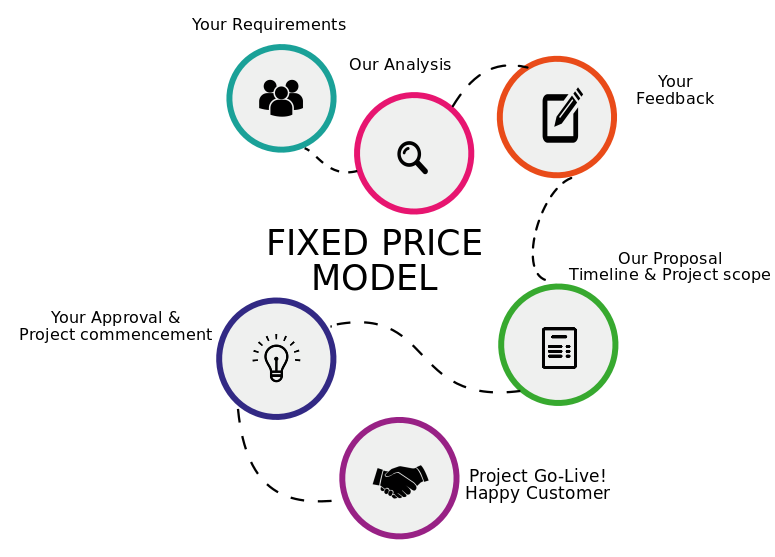 Your Requirements
Our Analysis
Your
Feedback
FIXED PRICE
MODEL
Our Proposal
Timeline & Project scope
Your Approval &
Project commencement
Project Go-Live!
Happy Customer